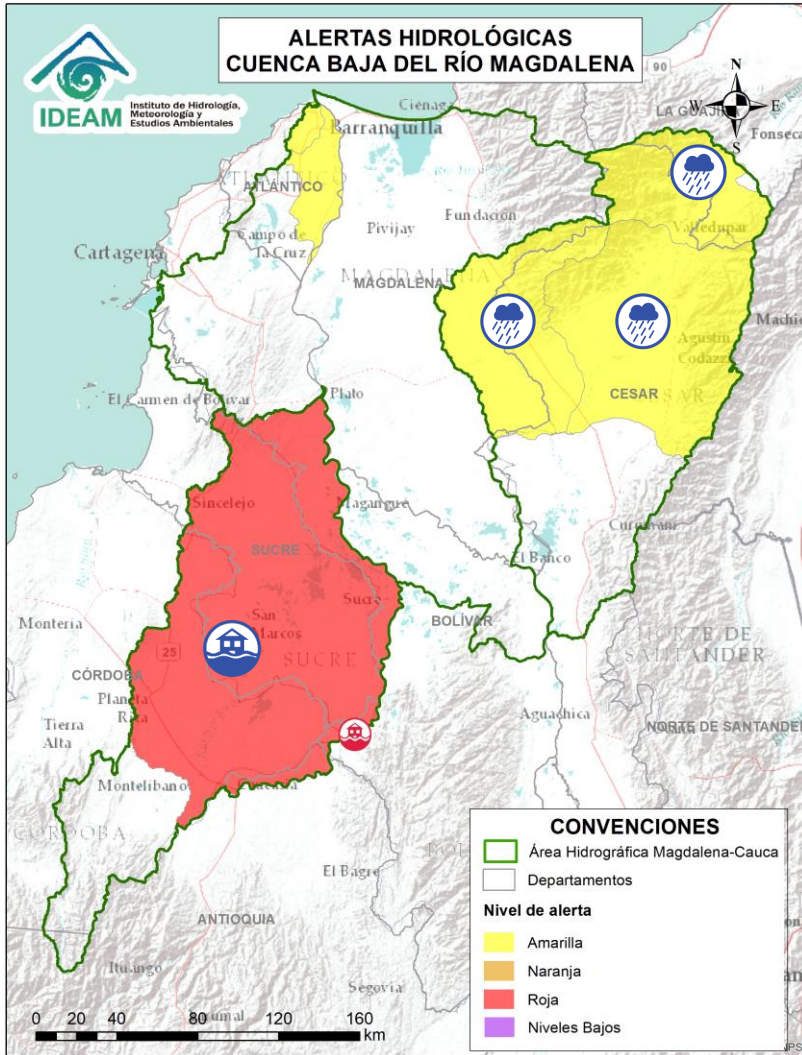 ALERTAS HIDROLÓGICAS
CUENCA BAJA DEL RÍO MAGDALENA
IDEAM
Instituto de Hidrología,
Meteorología y
Estudios Ambientales
N
W
E
S
90
Ciénaga
LA GUAJIRA
Barranquilla
Fonseca
ATLÁNTICO
Fundación
Pivijay
Valledupar
Campo de
la Cruz
Cartagena
MAGDALENA
MAGDALENA
Agustín
Codazzi
CESAR
El Carmen de Bolívar
Plato
Sincelejo
Magangué
Curumaní
SUCRE
El Banco
Sucre
San
Marcos
BOLÍVAR
Montería
SUCRE
TE DE
SANTANDER
25
CÓRDOBA
Planeta
Rica
Aguachica
Tierra
Alta
NORTE DE SANTANDER
Montelíbano
Caucasia
CÓRDOBA
El Bagre
ANTIOQUIA
Ituango
Segovia
CONVENCIONES
Área Hidrográfica Magdalena-Cauca
Departamentos
Nivel de alerta
Amarilla
Naranja
Roja
Niveles Bajos
0 20 40 80 120 160
km